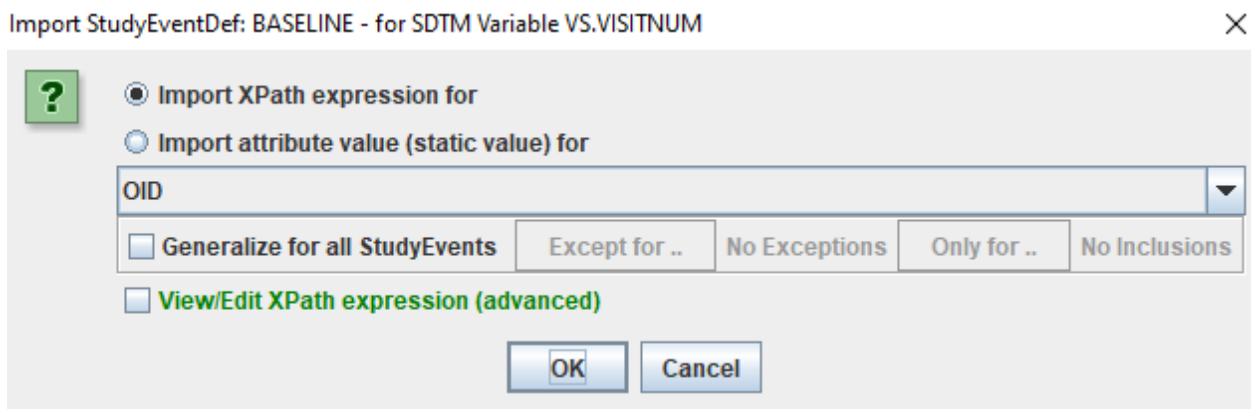 Import StudyEventDef: BASELINE - for SDTM Variable VS.VISITNUM
?
Import XPath expression for
Import attribute value (static value) for
OID
Generalize for all StudyEvents Except for .. No Exceptions Only for .. No Inclusions
View/Edit XPath expression (advanced)
OK Cancel